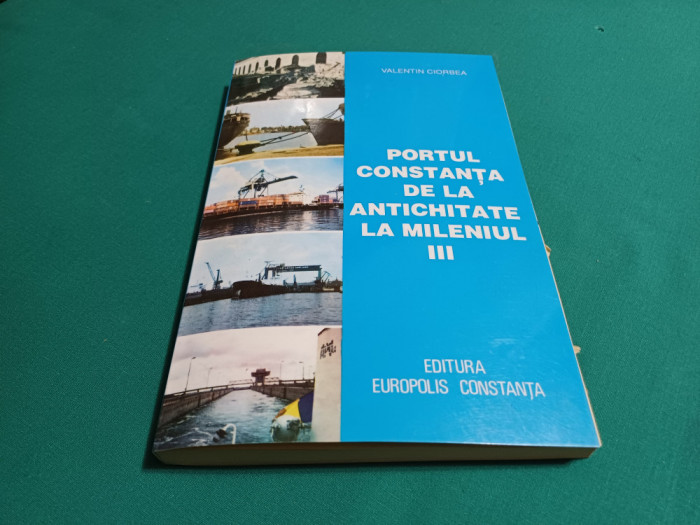 VALENTIN CIORBEA
PORTUL
CONSTANȚA
DE LA
ANTICHITATE
LA MILENIUL
III
EDITURA
EUROPOLIS CONSTANȚA